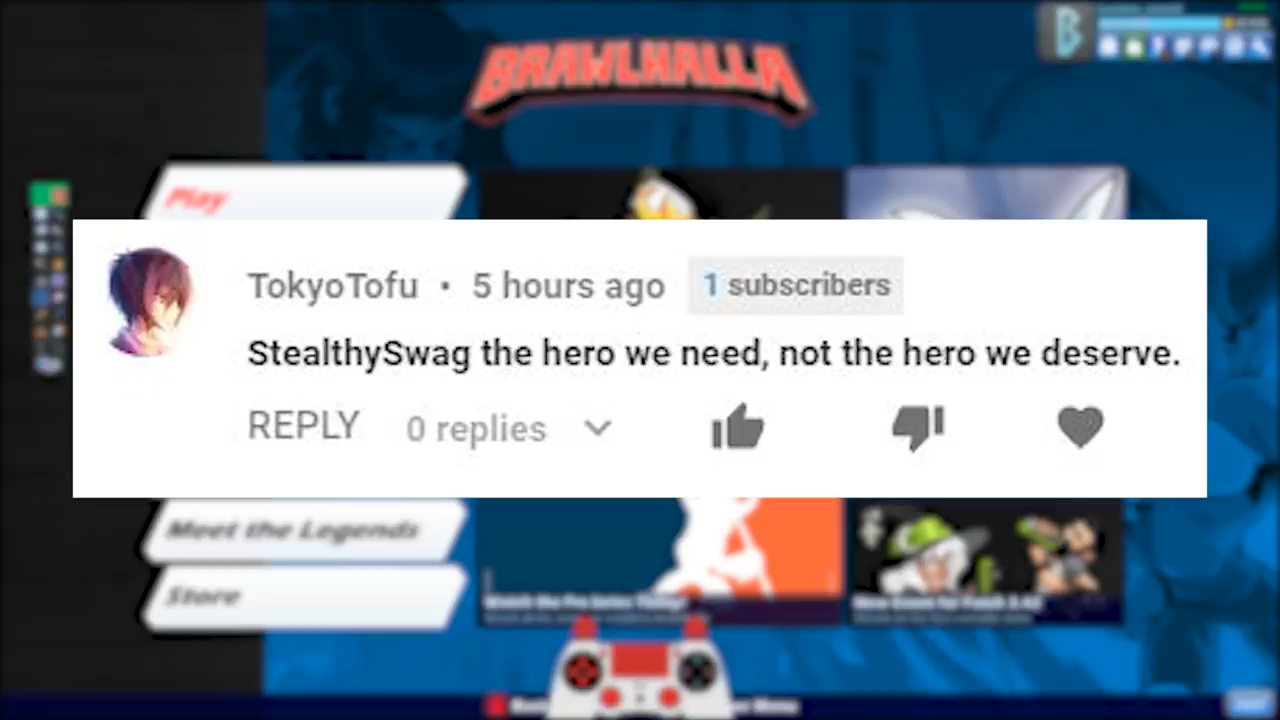 BRAWLHALLA
Play
TokyoTofu • 5 hours ago 1 subscribers
StealthySwag the hero we need, not the hero we deserve.
REPLY 0 replies
Meet the Legends
Store